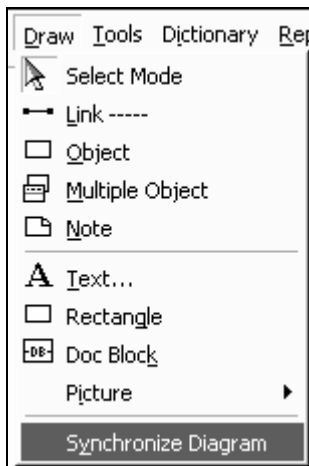 Draw Tools Dictionary Rep
Select Mode
Link -----
Object
Multiple Object
Note
A Text...
Rectangle
-DB- Doc Block
Picture
Synchronize Diagram